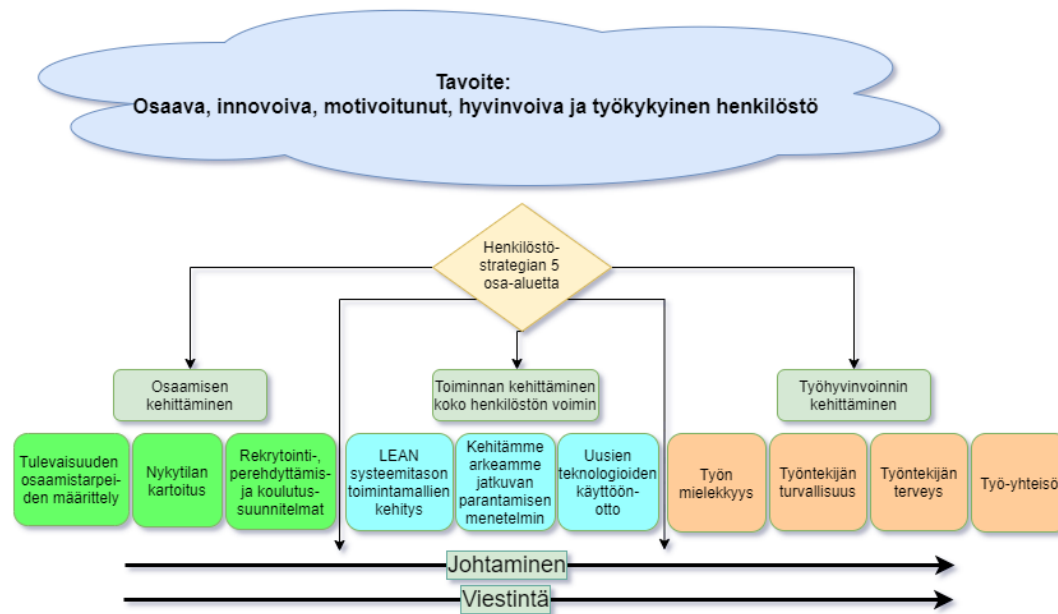 Tavoite:
Osaava, innovoiva, motivoitunut, hyvinvoiva ja työkykyinen henkilöstö
Henkilöstö-
strategian 5
osa-aluetta
Osaamisen
kehittäminen
Toiminnan kehittäminen
koko henkilöstön voimin
Työhyvinvoinnin
kehittäminen
Tulevaisuuden
osaamistarpei
den määrittely
Nykytilan
kartoitus
Rekrytointi-,
perehdyttämis-
ja koulutus-
suunnitelmat
LEAN
systeemitason
toimintamallien
kehitys
Kehitämme
arkeamme
jatkuvan
parantamisen
menetelmin
Uusien
teknologioiden
käyttöön-
otto
Työn
mielekkyys
Työntekijän
turvallisuus
Työntekijän
terveys
Työ-yhteisö
Johtaminen
Viestintä